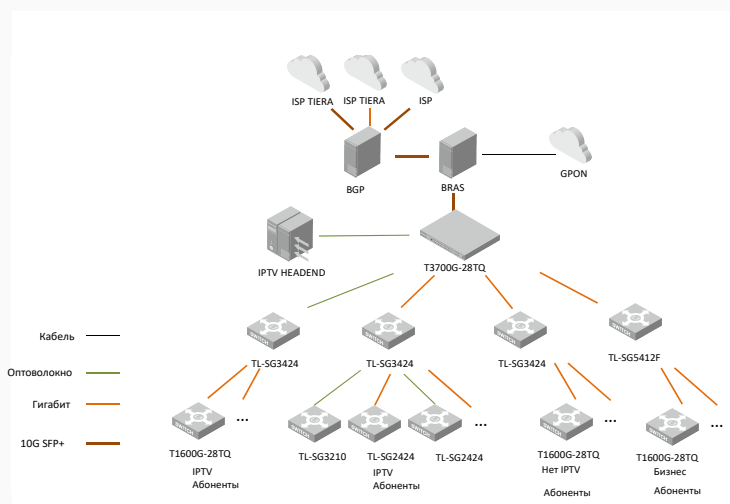 ISP TIERA
ISP TIERA
ISP
BGP
BRAS
GPON
IPTV HEADEND
T3700G-28TQ
Кабель
Оптоволокно
Гигабит
10G SFP+
TL-SG3424
TL-SG3424
TL-SG3424
TL-SG5412F
...
...
...
...
T1600G-28TQ
IPTV
Абоненты
TL-SG3210
TL-SG2424
IPTV
Абоненты
TL-SG2424
T1600G-28TQ
Нет IPTV
Абоненты
T1600G-28TQ
Бизнес
Абоненты